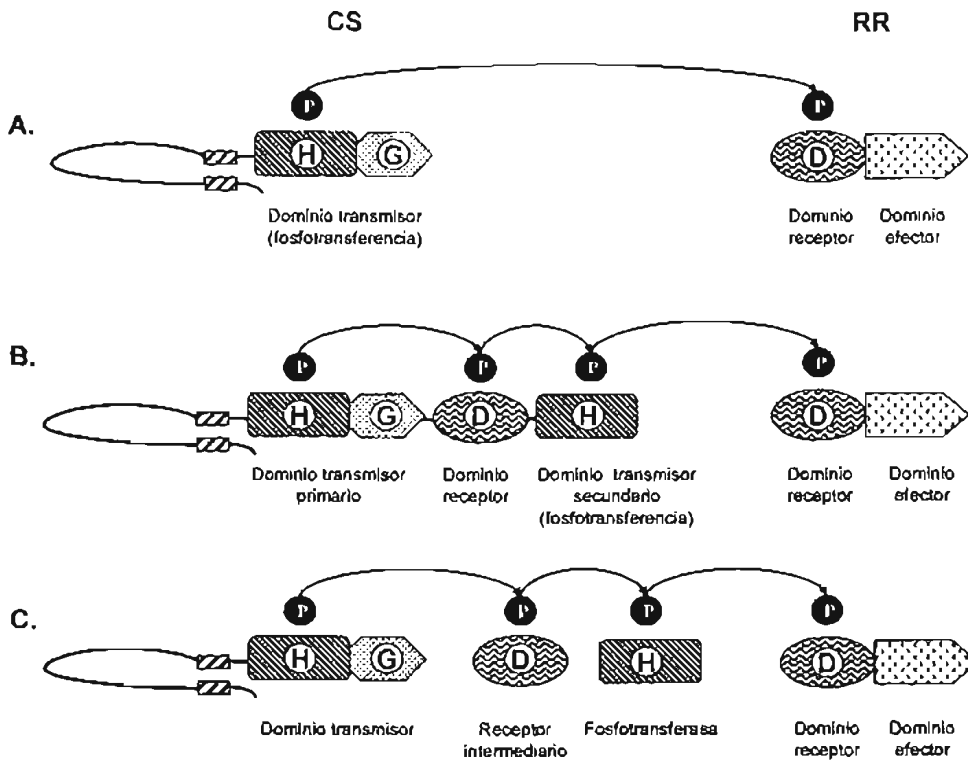 CS RR
A.
P P
H G D
Dominio transmisor Dominio Dominio
(fosfotransferencia) receptor efector
B.
P P P P
H G D H D
Dominio transmisor Dominio Dominio transmisor Dominio Dominio
primario receptor secundario receptor efector
(fosfotransferencia)
C.
P P P P
H G D H D
Dominio transmisor Receptor Fosfotransferasa Dominio Dominio
intermediario receptor efector